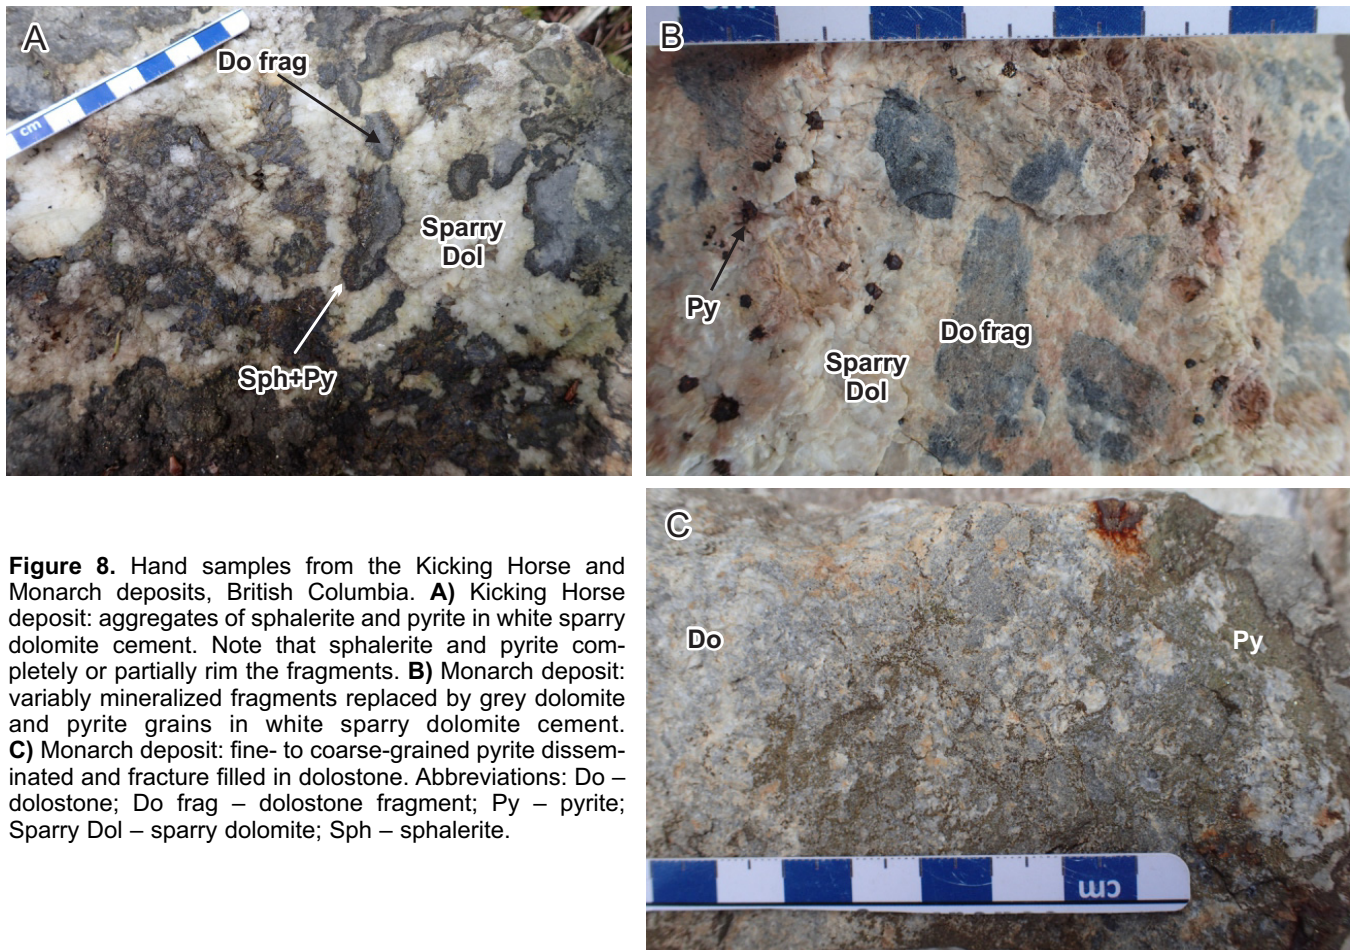 A
cm
Do frag
Sparry
Dol
Sph+Py
cm
B
Py
Do frag
Sparry
Dol
C
Do
Py
cm
Figure 8. Hand samples from the Kicking Horse and
Monarch deposits, British Columbia. A) Kicking Horse
deposit: aggregates of sphalerite and pyrite in white sparry
dolomite cement. Note that sphalerite and pyrite com-
pletely or partially rim the fragments. B) Monarch deposit:
variably mineralized fragments replaced by grey dolomite
and pyrite grains in white sparry dolomite cement.
C) Monarch deposit: fine- to coarse-grained pyrite dissem-
inated and fracture filled in dolostone. Abbreviations: Do –
dolostone; Do frag – dolostone fragment; Py – pyrite;
Sparry Dol – sparry dolomite; Sph – sphalerite.